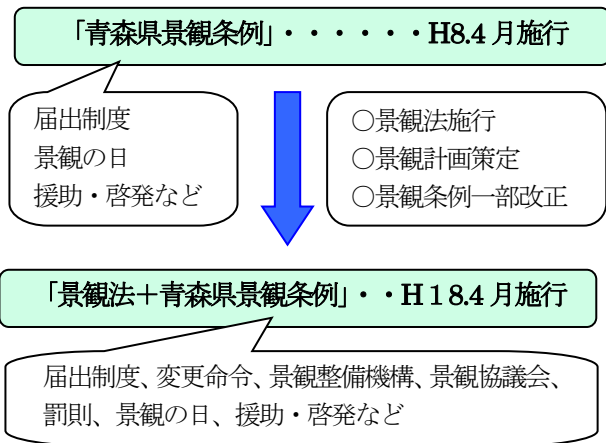 「青森県景観条例」・・・・・・H8.4月施行
届出制度
景観の日
援助・啓発など
○景観法施行
○景観計画策定
○景観条例一部改正
「景観法＋青森県景観条例」・・H１８.4月施行
届出制度、変更命令、景観整備機構、景観協議会、
罰則、景観の日、援助・啓発など